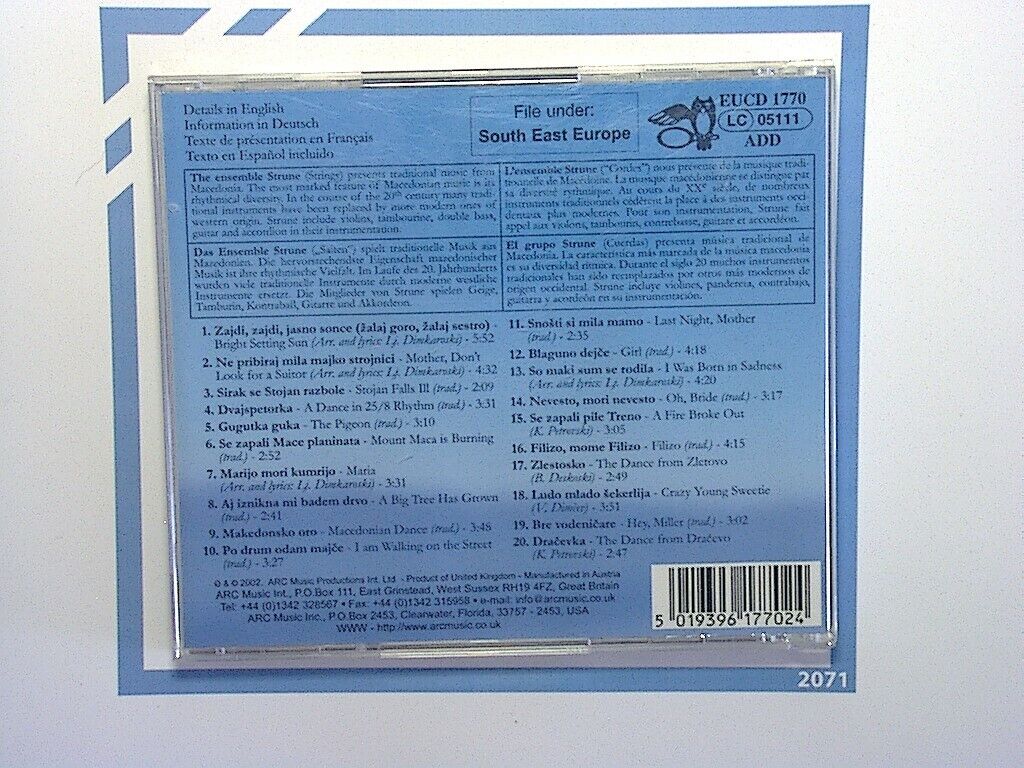 Details in English
Information in Deutsch
Texte de présentation en Français
Texto en Español incluido
File under:
South East Europe
EUCD 1770
LC 05111
ADD
The ensemble Strune (Strings) presents traditional music from
Macedonia. The most marked feature of Macedonian music is its
rhythmical diversity. In the course of the 20th century many tradi-
tional instruments have been replaced by more modern ones of
western origin. Strune include violins, tambourine, double bass,
guitar and accordion in their instrumentation.
L'ensemble Strune ("Cordes") nous présente de la musique tradi-
tionnelle de Macédoine. La musique macédonienne se distingue par
sa diversité rythmique. Au cours du XXe siècle, de nombreux
instruments traditionnels cédèrent la place à des instruments occi-
dentaux plus modernes. Pour son instrumentation, Strune fait
appel aux violons, tambourin, contrebasse, guitare et accordéon.
Das Ensemble Strune („Saiten") spielt traditionelle Musik aus
Mazedonien. Die hervorstechendste Eigenschaft mazedonischer
Musik ist ihre rhythmische Vielfalt. Im Laufe des 20. Jahrhunderts
wurden viele traditionelle Instrumente durch moderne westliche
Instrumente ersetzt. Die Mitglieder von Strune spielen Geige,
Tamburin, Kontrabaß, Gitarre und Akkordeon.
El grupo Strune (Cuerdas) presenta música tradicional de
Macedonia. La característica más marcada de la música macedonia
es su diversidad rítmica. Durante el siglo 20 muchos instrumentos
tradicionales han sido remplazados por otros más modernos de
origen occidental. Strune incluye violines, pandereta, contrabajo,
guitarra y acordeón en su instrumentación.
1. Zajdi, zajdi, jasno sonce (žalaj goro, žalaj sestro) -
Bright Setting Sun (Arr. and lyrics: Lj. Dimkaroski) - 5:52
2. Ne pribiraj mila majko strojnici - Mother, Don't
Look for a Suitor (Arr. and lyrics: Lj. Dimkaroski) - 4:32
3. Sirak se Stojan razbole - Stojan Falls Ill (trad.) - 2:09
4. Dvajspetorka - A Dance in 25/8 Rhythm (trad.) - 3:31
5. Gugutka guka - The Pigeon (trad.) - 3:10
6. Se zapali Mace planinata - Mount Maca is Burning
(trad.) - 2:52
7. Marijo mori kumrijo - Maria
(Arr. and lyrics: Lj. Dimkaroski) - 3:31
8. Aj iznikna mi badem drvo - A Big Tree Has Grown
(trad.) - 2:41
9. Makedonsko oro - Macedonian Dance (trad.) - 3:48
10. Po drum odam majče - I am Walking on the Street
(trad.) - 3:27
11. Snošti si mila mamo - Last Night, Mother
(trad.) - 2:35
12. Blaguno dejče - Girl (trad.) - 4:18
13. So maki sum se rodila - I Was Born in Sadness
(Arr. and lyrics: Lj. Dimkaroski) - 4:20
14. Nevesto, mori nevesto - Oh, Bride (trad.) - 3:17
15. Se zapali pile Treno - A Fire Broke Out
(K. Petrovski) - 3:05
16. Filizo, mome Filizo - Filizo (trad.) - 4:15
17. Zlestosko - The Dance from Zletovo
(B. Deskoski) - 2:49
18. Ludo mlado šekerlija - Crazy Young Sweetie
(V. Dimčev) - 3:51
19. Bre vodeničare - Hey, Miller (trad.) - 3:02
20. Dračevka - The Dance from Dračevo
(K. Petrovski) - 2:47
℗ & © 2002. ARC Music Productions Int. Ltd - Product of United Kingdom - Manufactured in Austria
ARC Music Int., P.O.Box 111, East Grinstead, West Sussex RH19 4FZ, Great Britain
Tel: +44 (0)1342 328567 • Fax: +44 (0)1342 315958 • e-mail: info@arcmusic.co.uk
ARC Music Inc., P.O.Box 2453, Clearwater, Florida, 33757 - 2453, USA
WWW - http://www.arcmusic.co.uk
5 019396 177024
2071